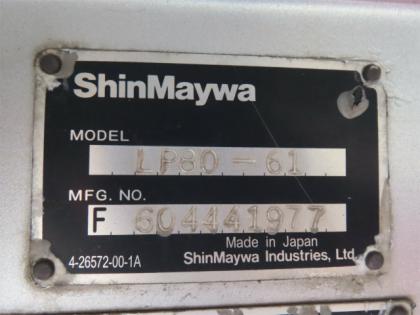 ShinMaywa
MODEL
LP80-61
MFG. NO.
F 604441977
Made in Japan
4-26572-00-1A ShinMaywa Industries, Ltd.